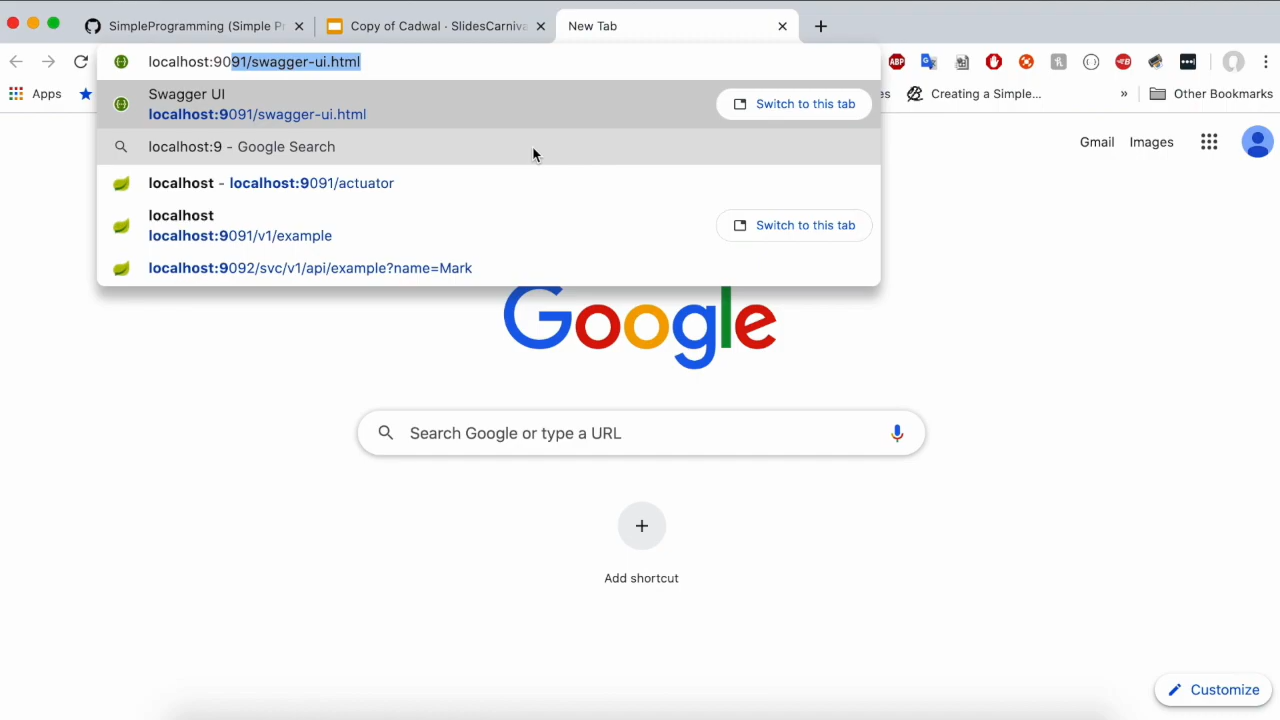 SimpleProgramming (Simple Pr
Copy of Cadwal · SlidesCarniva
New Tab
localhost:9091/swagger-ui.html
ABP
Apps
es
Creating a Simple...
»
Other Bookmarks
Swagger UI
localhost:9091/swagger-ui.html
Switch to this tab
localhost:9 - Google Search
Gmail
Images
localhost - localhost:9091/actuator
localhost
localhost:9091/v1/example
Switch to this tab
localhost:9092/svc/v1/api/example?name=Mark
Google
Search Google or type a URL
Add shortcut
Customize